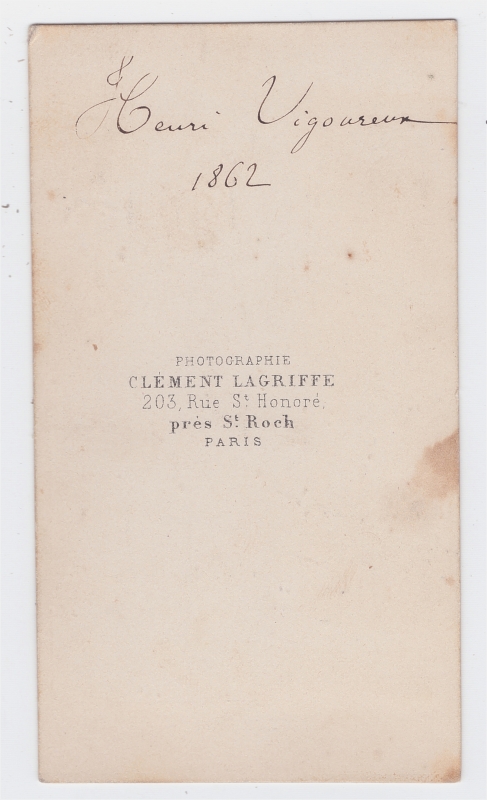 Henri Vigoureux
1862
PHOTOGRAPHIE
CLÉMENT LAGRIFFE
203, Rue St Honoré,
près St. Roch
PARIS